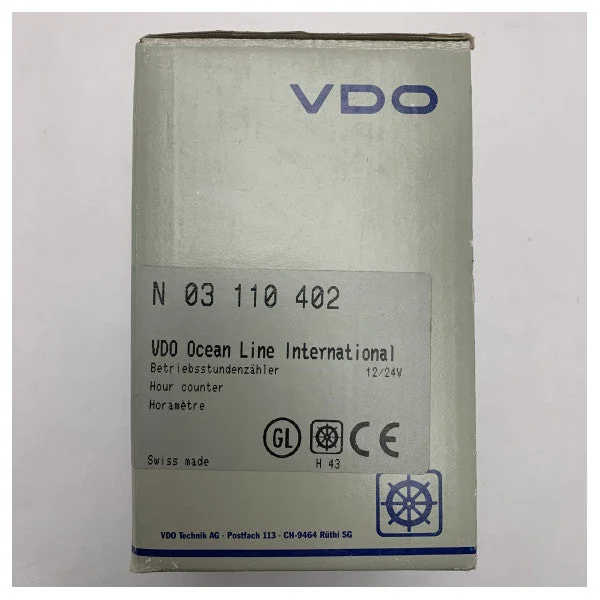 VDO
N 03 110 402
VDO Ocean Line International
Betriebsstundenzähler 12/24V
Hour counter
Horamètre
GL CE
Swiss made H 43
VDO Technik AG · Postfach 113 · CH-9464 Rüthi SG